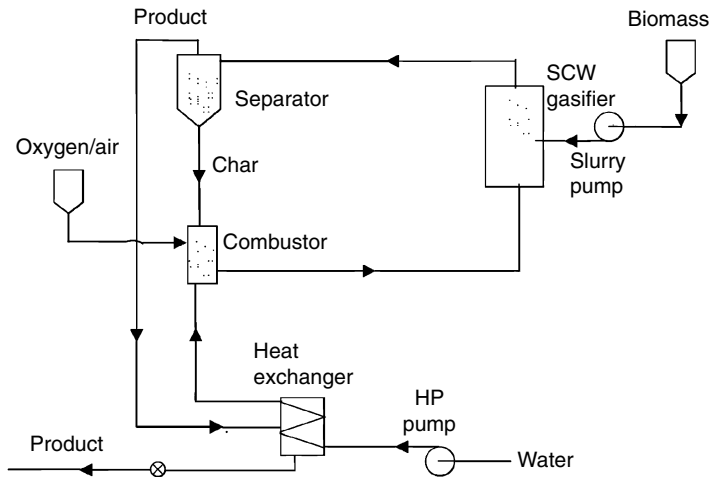 Product
Biomass
SCW
gasifier
Separator
Oxygen/air
Slurry
pump
Char
Combustor
Heat
exchanger
HP
pump
Product
Water